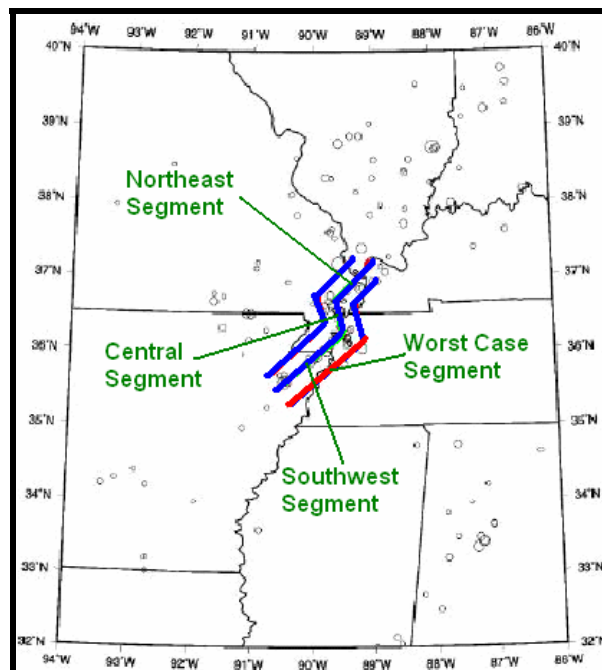 94°W 93°W 92°W 91°W 90°W 89°W 88°W 87°W 86°W
40°N 40°N
39°N 39°N
38°N 38°N
37°N 37°N
36°N 36°N
35°N 35°N
34°N 34°N
33°N 33°N
32°N 32°N
94°W 93°W 92°W 91°W 90°W 89°W 88°W 87°W 86°W
Northeast
Segment
Central
Segment
Worst Case
Segment
Southwest
Segment